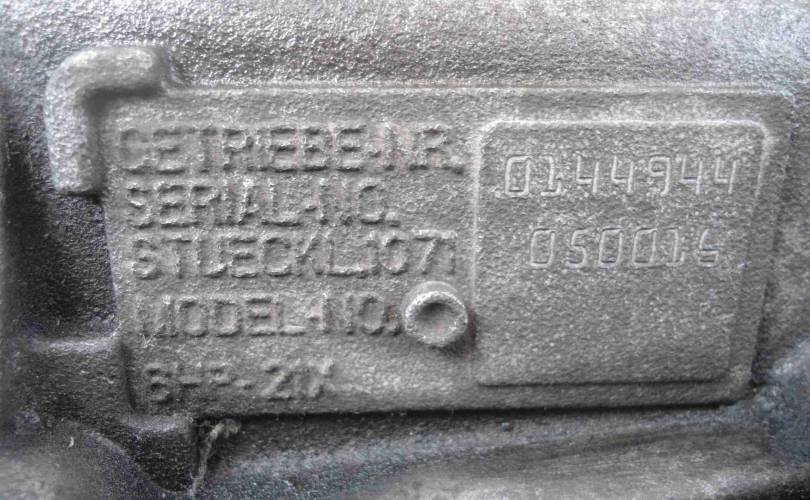 GETRIEBE-NR.
0144944
SERIAL-NO.
STUECKL.1071
050016
MODEL-NO.
6HP-21X